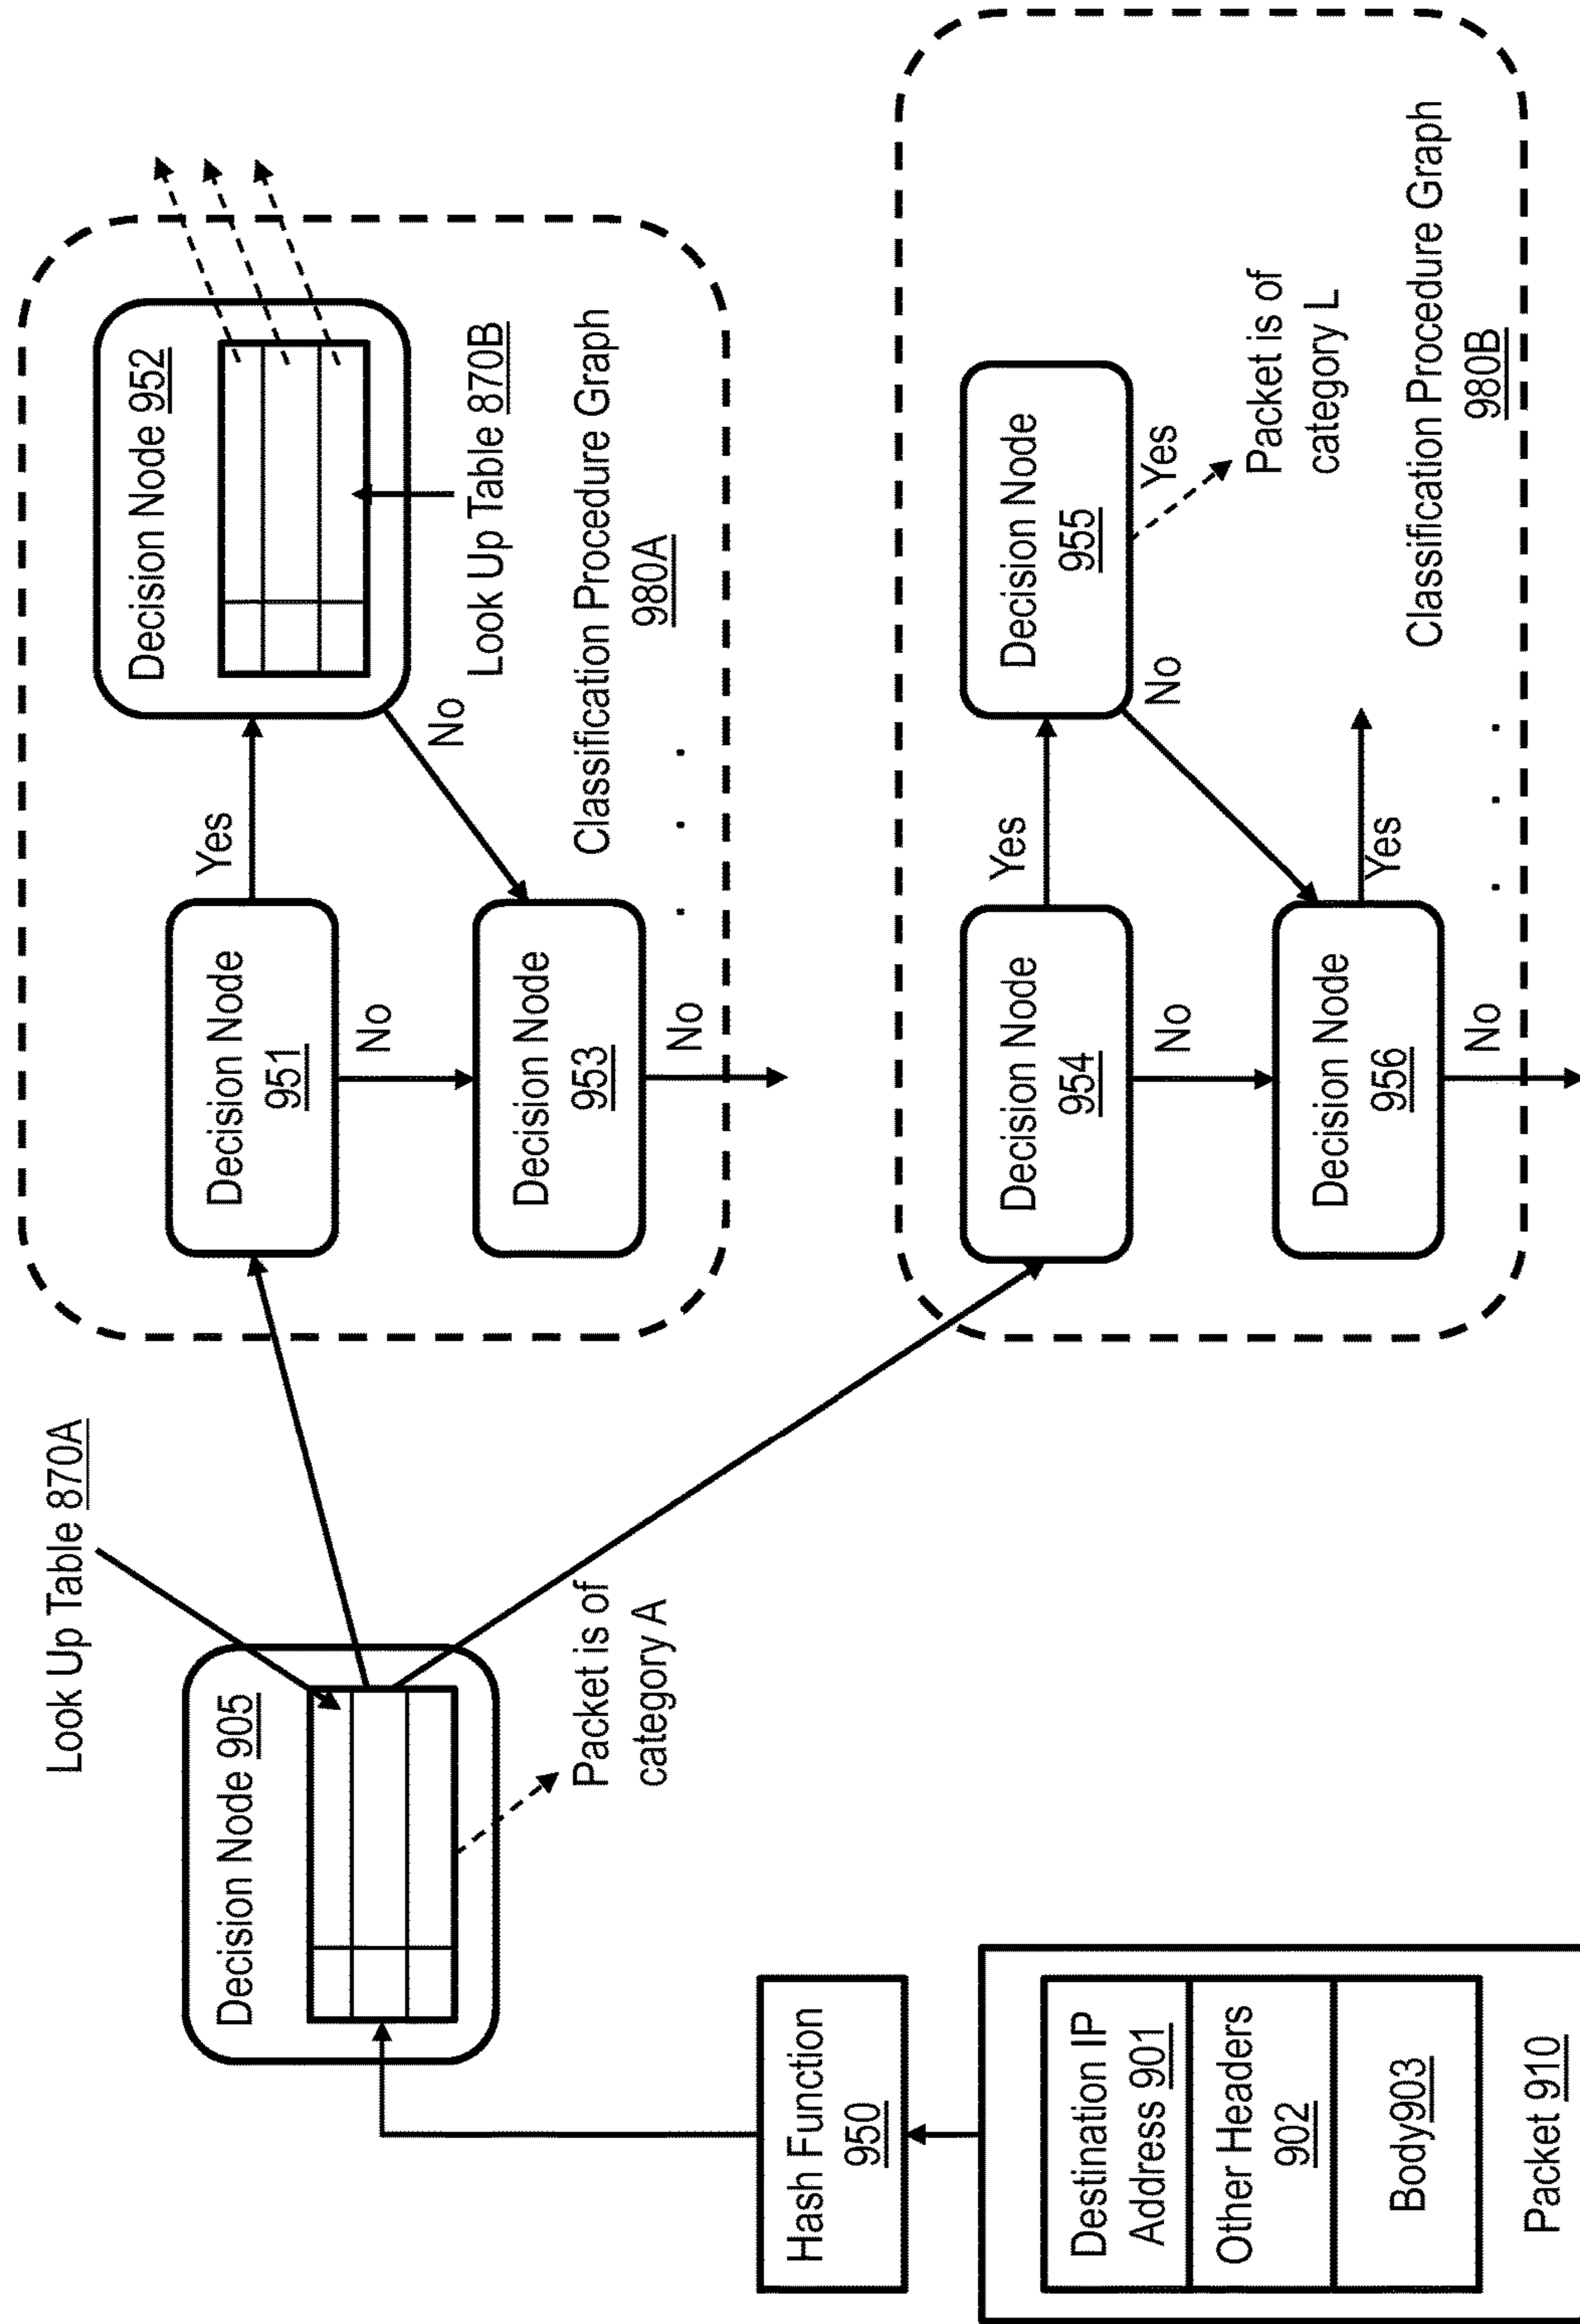 Look Up Table 870A
Decision Node 905
Packet is of
category A
Hash Function
950
Destination IP
Address 901
Other Headers
902
Body903
Packet 910
Decision Node
951
Yes
No
Decision Node 952
Look Up Table 870B
No
Decision Node
953
No
. . .
Classification Procedure Graph
980A
Decision Node
954
Yes
No
Decision Node
955
No
Yes
Packet is of
category L
Decision Node
956
Yes
No
. . .
Classification Procedure Graph
980B